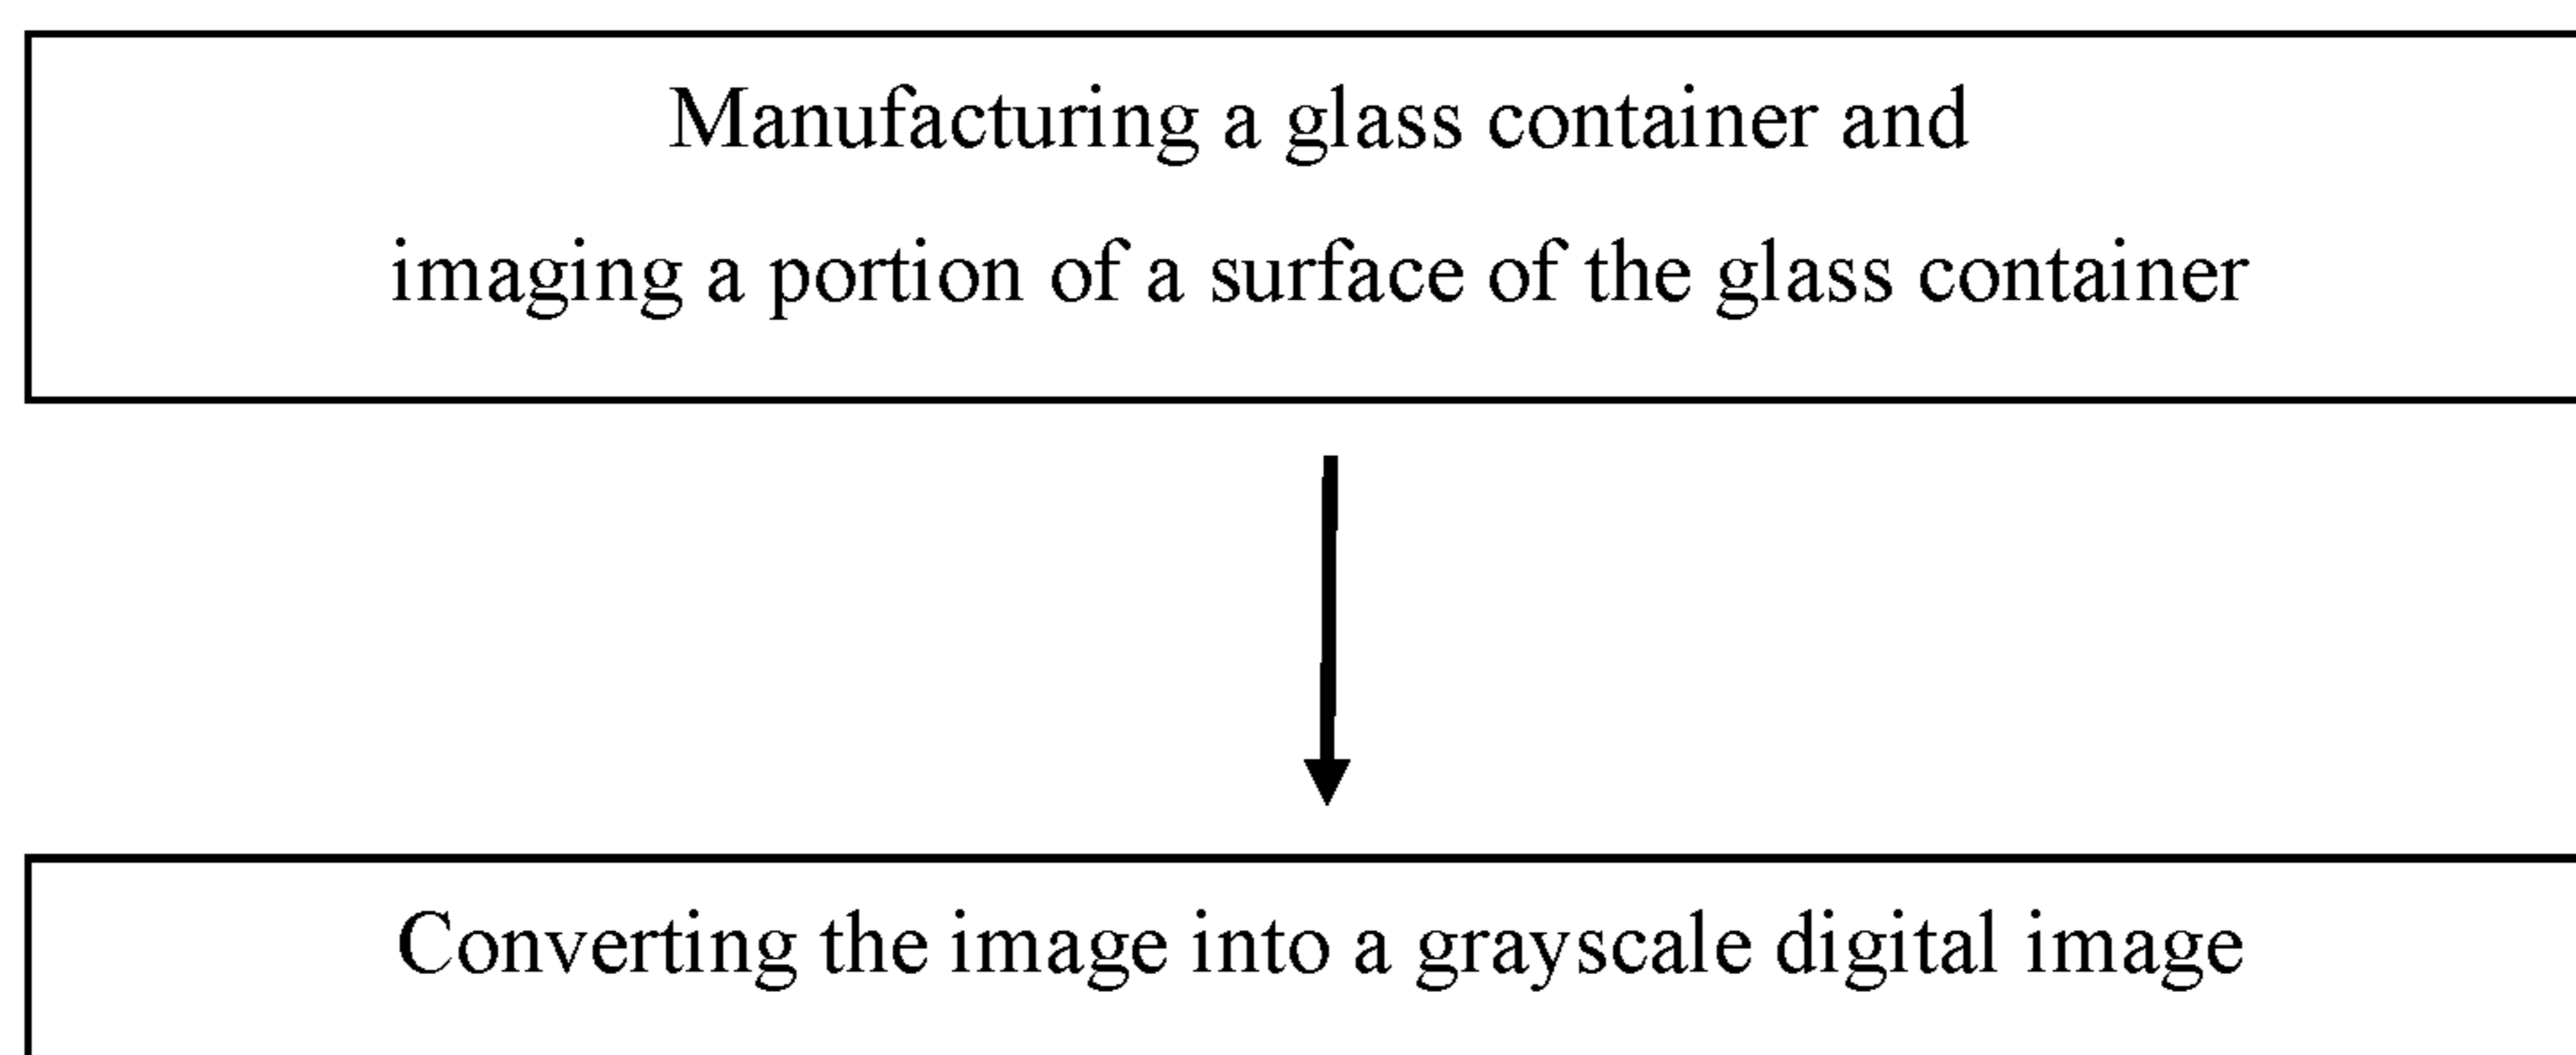 Manufacturing a glass container and
imaging a portion of a surface of the glass container
Converting the image into a grayscale digital image